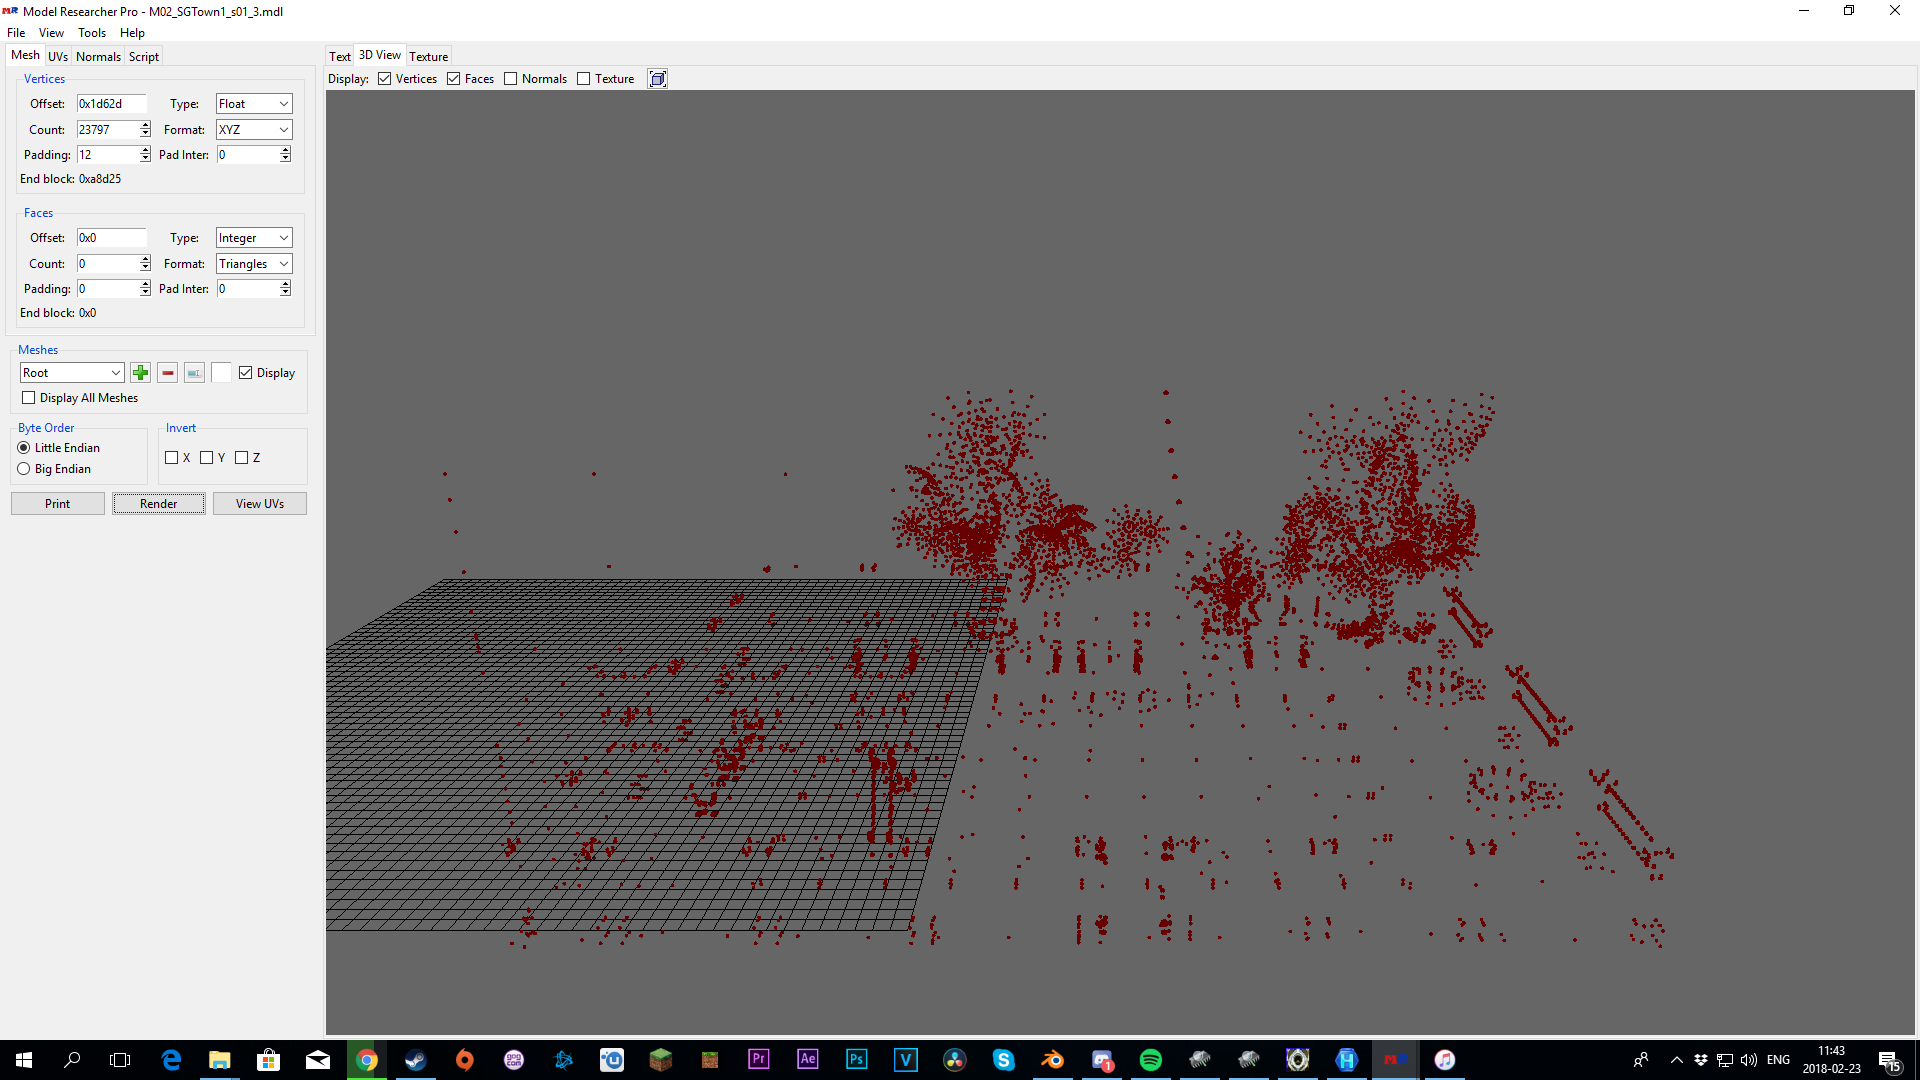 Model Researcher Pro - M02_SGTown1_s01_3.mdl
File View Tools Help
Mesh UVs Normals Script
Vertices
Offset: 0x1d62d Type: Float
Count: 23797 Format: XYZ
Padding: 12 Pad Inter: 0
End block: 0xa8d25
Faces
Offset: 0x0 Type: Integer
Count: 0 Format: Triangles
Padding: 0 Pad Inter: 0
End block: 0x0
Meshes
Root Display
Display All Meshes
Byte Order
Little Endian
Big Endian
Invert
X Y Z
Print Render View UVs
Text 3D View Texture
Display: Vertices Faces Normals Texture
gog.com
Pr Ae Ps V
1
ENG
11:43
2018-02-23
15